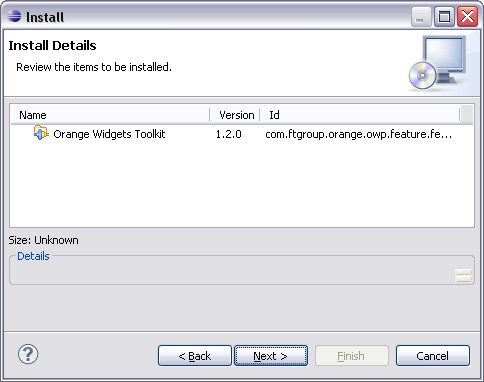 Install
Install Details
Review the items to be installed.
Name Version Id
Orange Widgets Toolkit 1.2.0 com.ftgroup.orange.owp.feature.fe...
Size: Unknown
Details
?
< Back Next > Finish Cancel